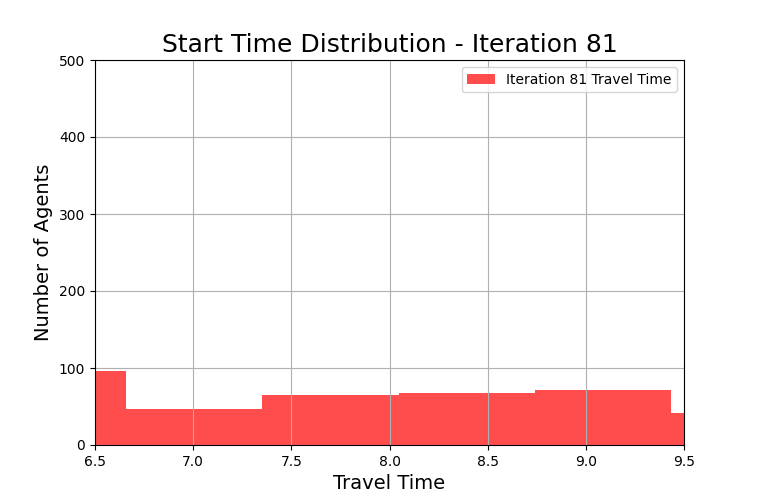 Start Time Distribution - Iteration 81
Iteration 81 Travel Time
Number of Agents
500
400
300
200
100
0
6.5 7.0 7.5 8.0 8.5 9.0 9.5
Travel Time